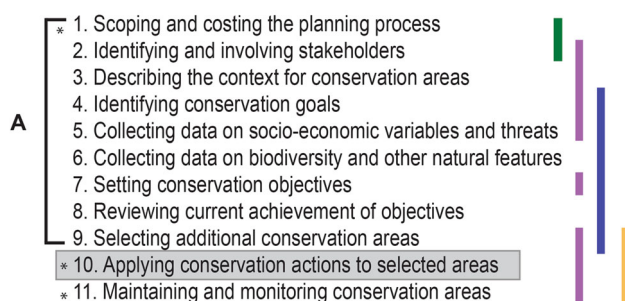 * 1. Scoping and costing the planning process
2. Identifying and involving stakeholders
3. Describing the context for conservation areas
4. Identifying conservation goals
A
5. Collecting data on socio-economic variables and threats
6. Collecting data on biodiversity and other natural features
7. Setting conservation objectives
8. Reviewing current achievement of objectives
9. Selecting additional conservation areas
* 10. Applying conservation actions to selected areas
* 11. Maintaining and monitoring conservation areas